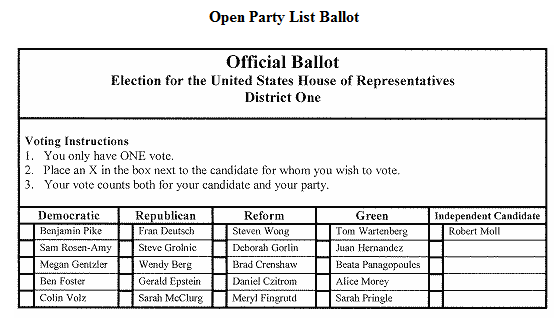 Open Party List Ballot
Official Ballot
Election for the United States House of Representatives
District One
Voting Instructions
1. You only have ONE vote.
2. Place an X in the box next to the candidate for whom you wish to vote.
3. Your vote counts both for your candidate and your party.
Democratic Republican Reform Green Independent Candidate
Benjamin Pike Fran Deutsch Steven Wong Tom Wartenberg Robert Moll
Sam Rosen-Amy Steve Grolnic Deborah Gorlin Juan Hernandez
Megan Gentzler Wendy Berg Brad Crenshaw Beata Panagopoules
Ben Foster Gerald Epstein Daniel Czitrom Alice Morey
Colin Volz Sarah McClurg Meryl Fingrutd Sarah Pringle